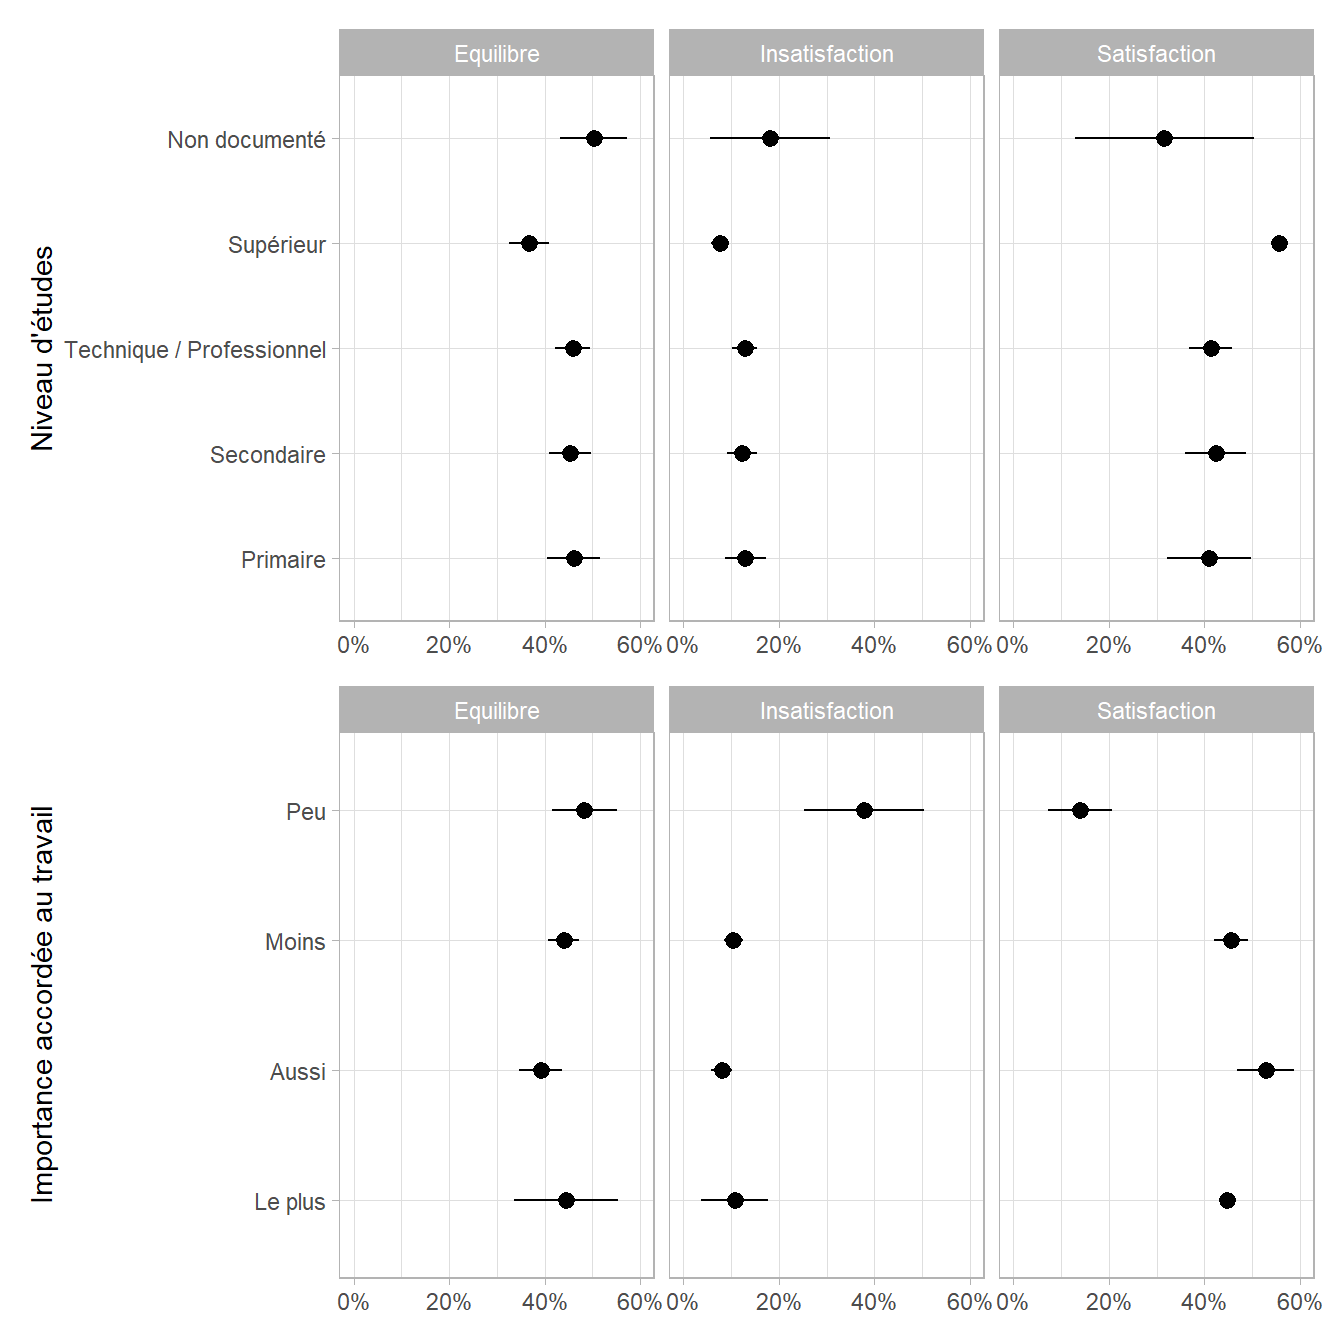 Equilibre Insatisfaction Satisfaction
Niveau d'études
Non documenté
Supérieur
Technique / Professionnel
Secondaire
Primaire
0% 20% 40% 60% 0% 20% 40% 60% 0% 20% 40% 60%
Equilibre Insatisfaction Satisfaction
Importance accordée au travail
Peu
Moins
Aussi
Le plus
0% 20% 40% 60% 0% 20% 40% 60% 0% 20% 40% 60%